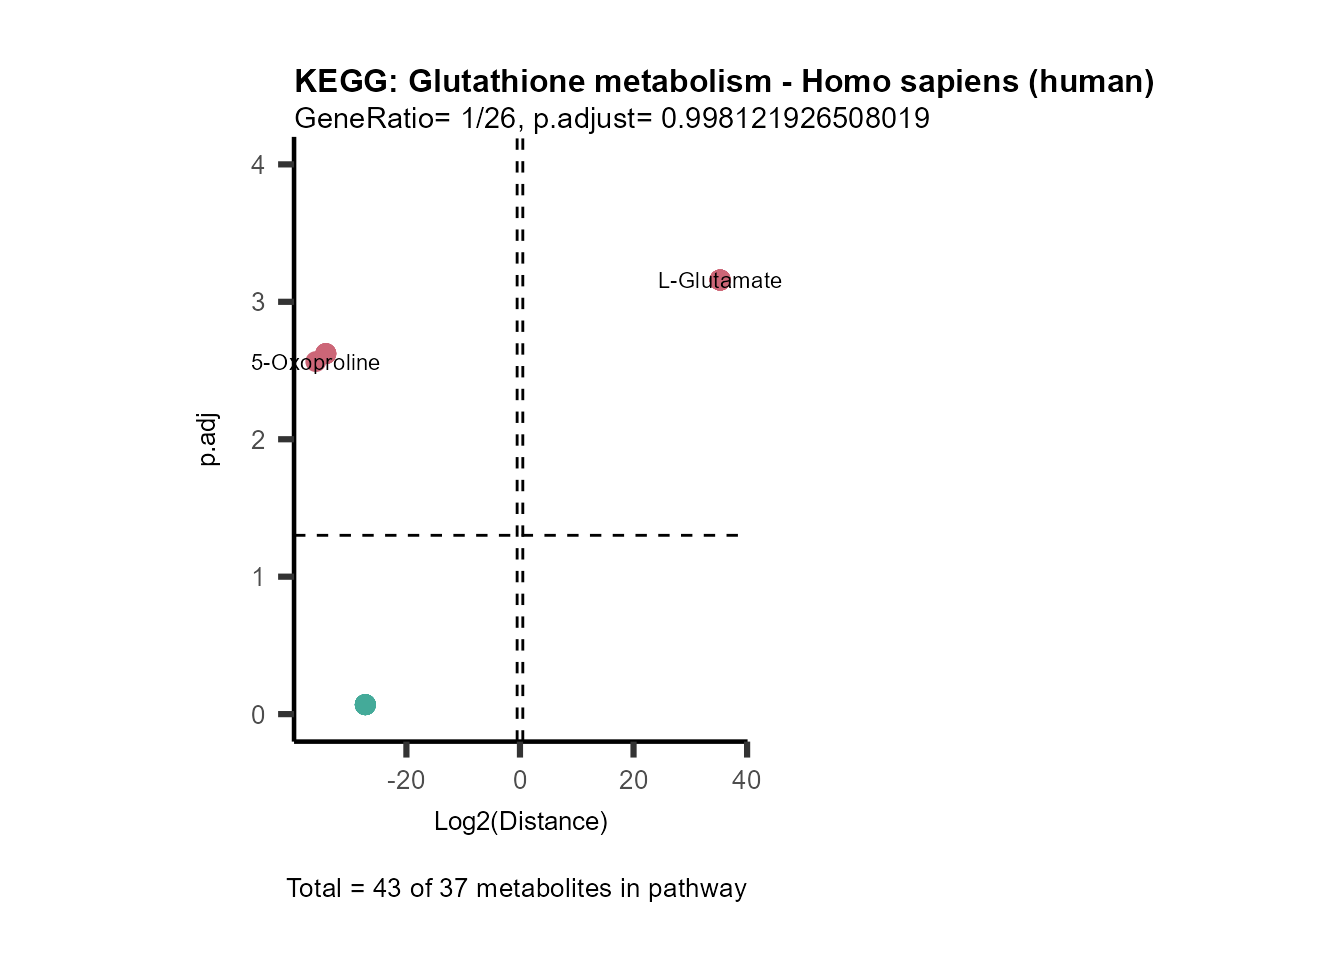 KEGG: Glutathione metabolism - Homo sapiens (human)
GeneRatio= 1/26, p.adjust= 0.998121926508019
4
L-Glutamate
3
5-Oxoproline
p.adj
2
1
0
-20 0 20 40
Log2(Distance)
Total = 43 of 37 metabolites in pathway